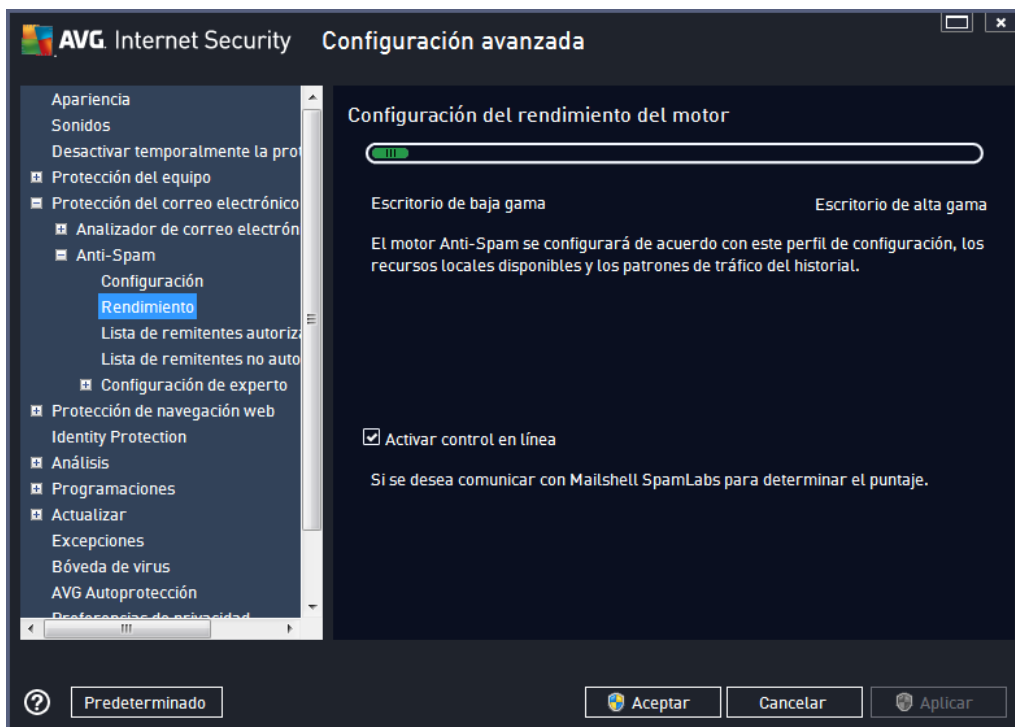 AVG. Internet Security Configuración avanzada
Apariencia
Sonidos
Desactivar temporalmente la prot
Protección del equipo
Protección del correo electrónico
Analizador de correo electrón
Anti-Spam
Configuración
Rendimiento
Lista de remitentes autoriza
Lista de remitentes no auto
Configuración de experto
Protección de navegación web
Identity Protection
Análisis
Programaciones
Actualizar
Excepciones
Bóveda de virus
AVG Autoprotección
Preferencias de privacidad
Configuración del rendimiento del motor
Escritorio de baja gama Escritorio de alta gama
El motor Anti-Spam se configurará de acuerdo con este perfil de configuración, los
recursos locales disponibles y los patrones de tráfico del historial.
Activar control en línea
Si se desea comunicar con Mailshell SpamLabs para determinar el puntaje.
Predeterminado Aceptar Cancelar Aplicar